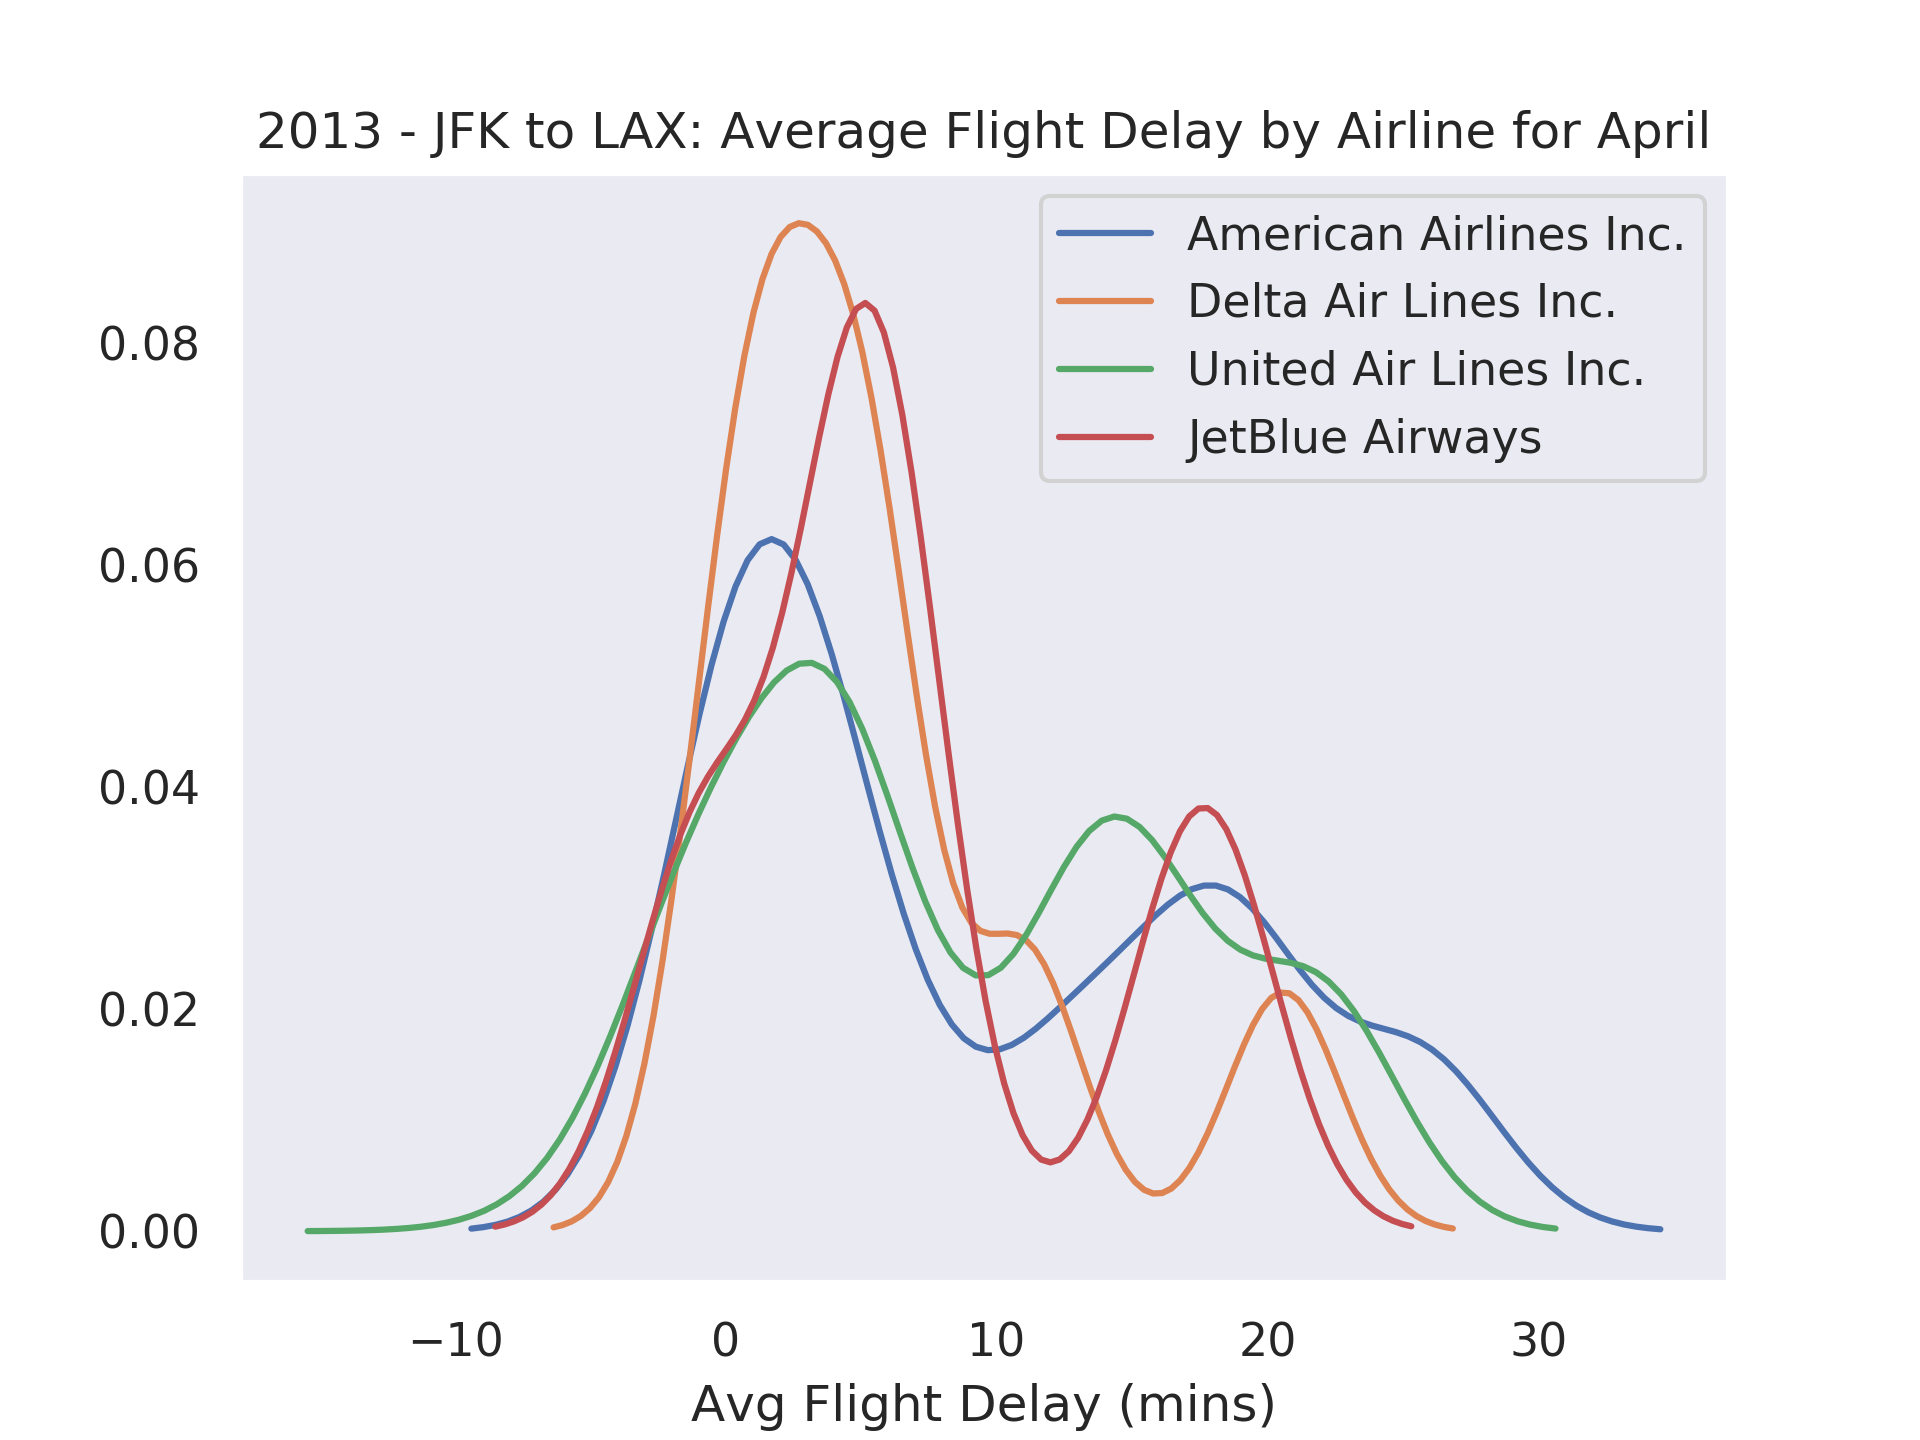 2013 - JFK to LAX: Average Flight Delay by Airline for April
American Airlines Inc.
Delta Air Lines Inc.
United Air Lines Inc.
JetBlue Airways
0.08
0.06
0.04
0.02
0.00
−10 0 10 20 30
Avg Flight Delay (mins)